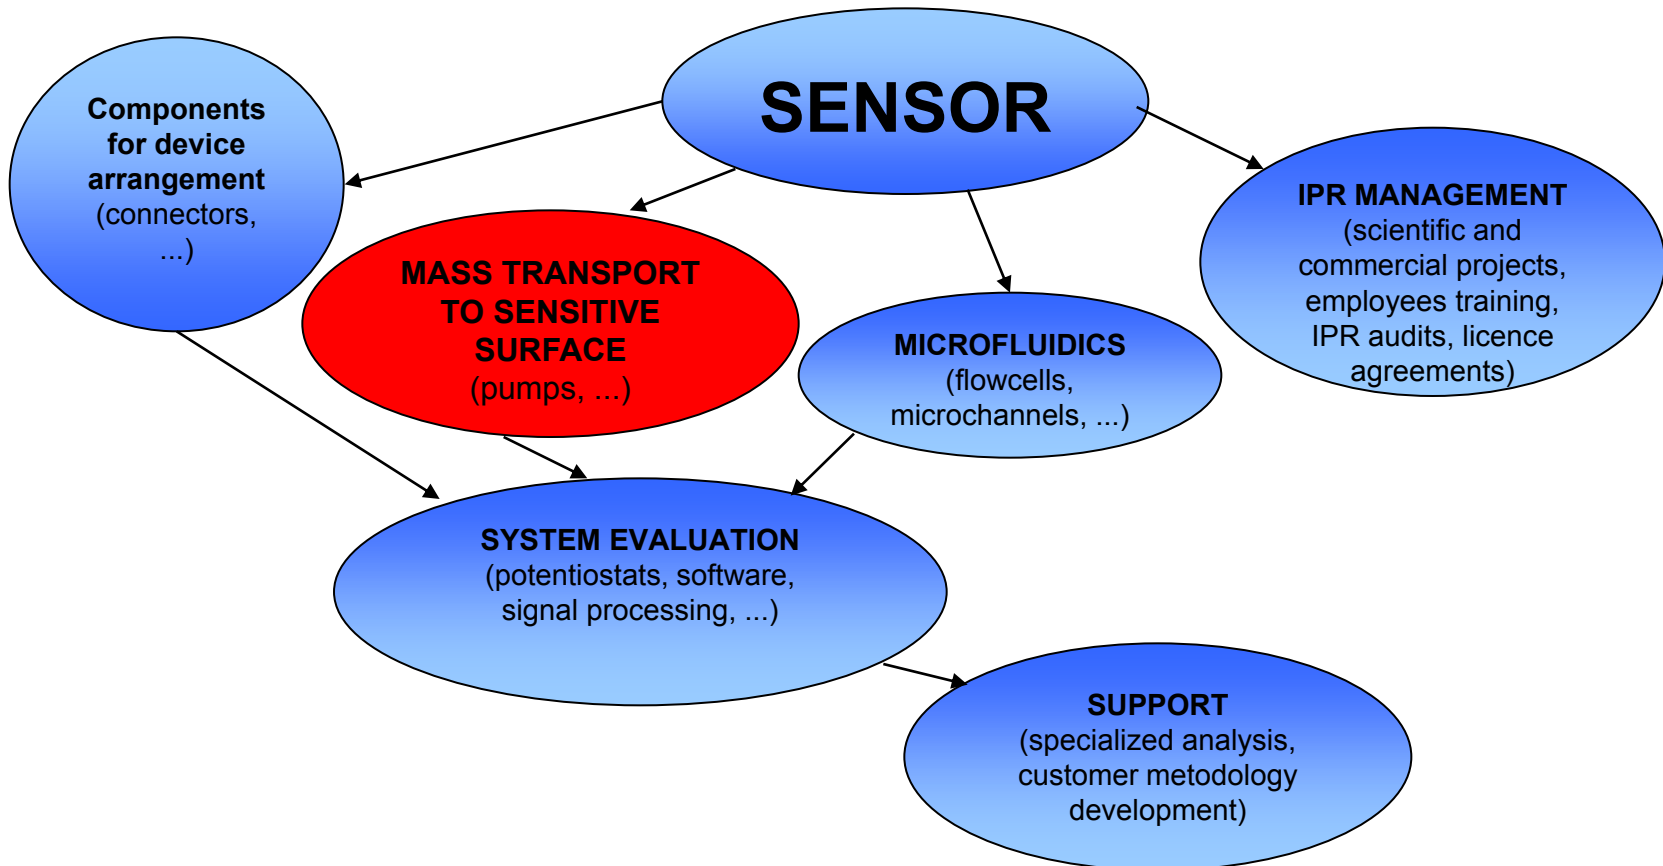 SENSOR
Components
for device
arrangement
(connectors,
...)
MASS TRANSPORT
TO SENSITIVE
SURFACE
(pumps, ...)
MICROFLUIDICS
(flowcells,
microchannels, ...)
IPR MANAGEMENT
(scientific and
commercial projects,
employees training,
IPR audits, licence
agreements)
SYSTEM EVALUATION
(potentiostats, software,
signal processing, ...)
SUPPORT
(specialized analysis,
customer metodology
development)